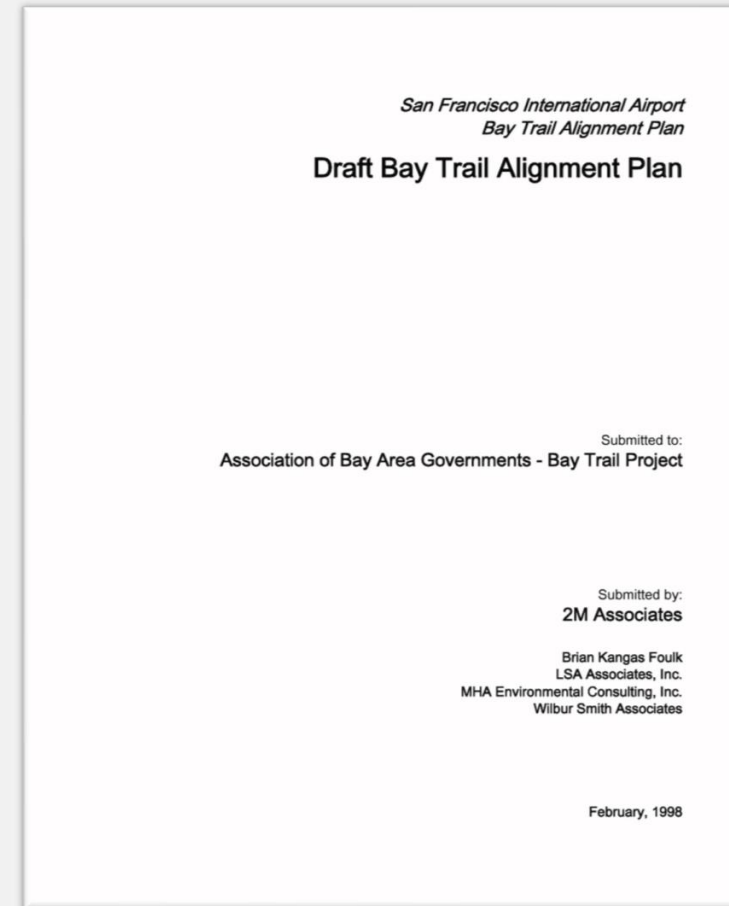 San Francisco International Airport
Bay Trail Alignment Plan
Draft Bay Trail Alignment Plan
Submitted to:
Association of Bay Area Governments - Bay Trail Project
Submitted by:
2M Associates
Brian Kangas Foulk
LSA Associates, Inc.
MHA Environmental Consulting, Inc.
Wilbur Smith Associates
February, 1998